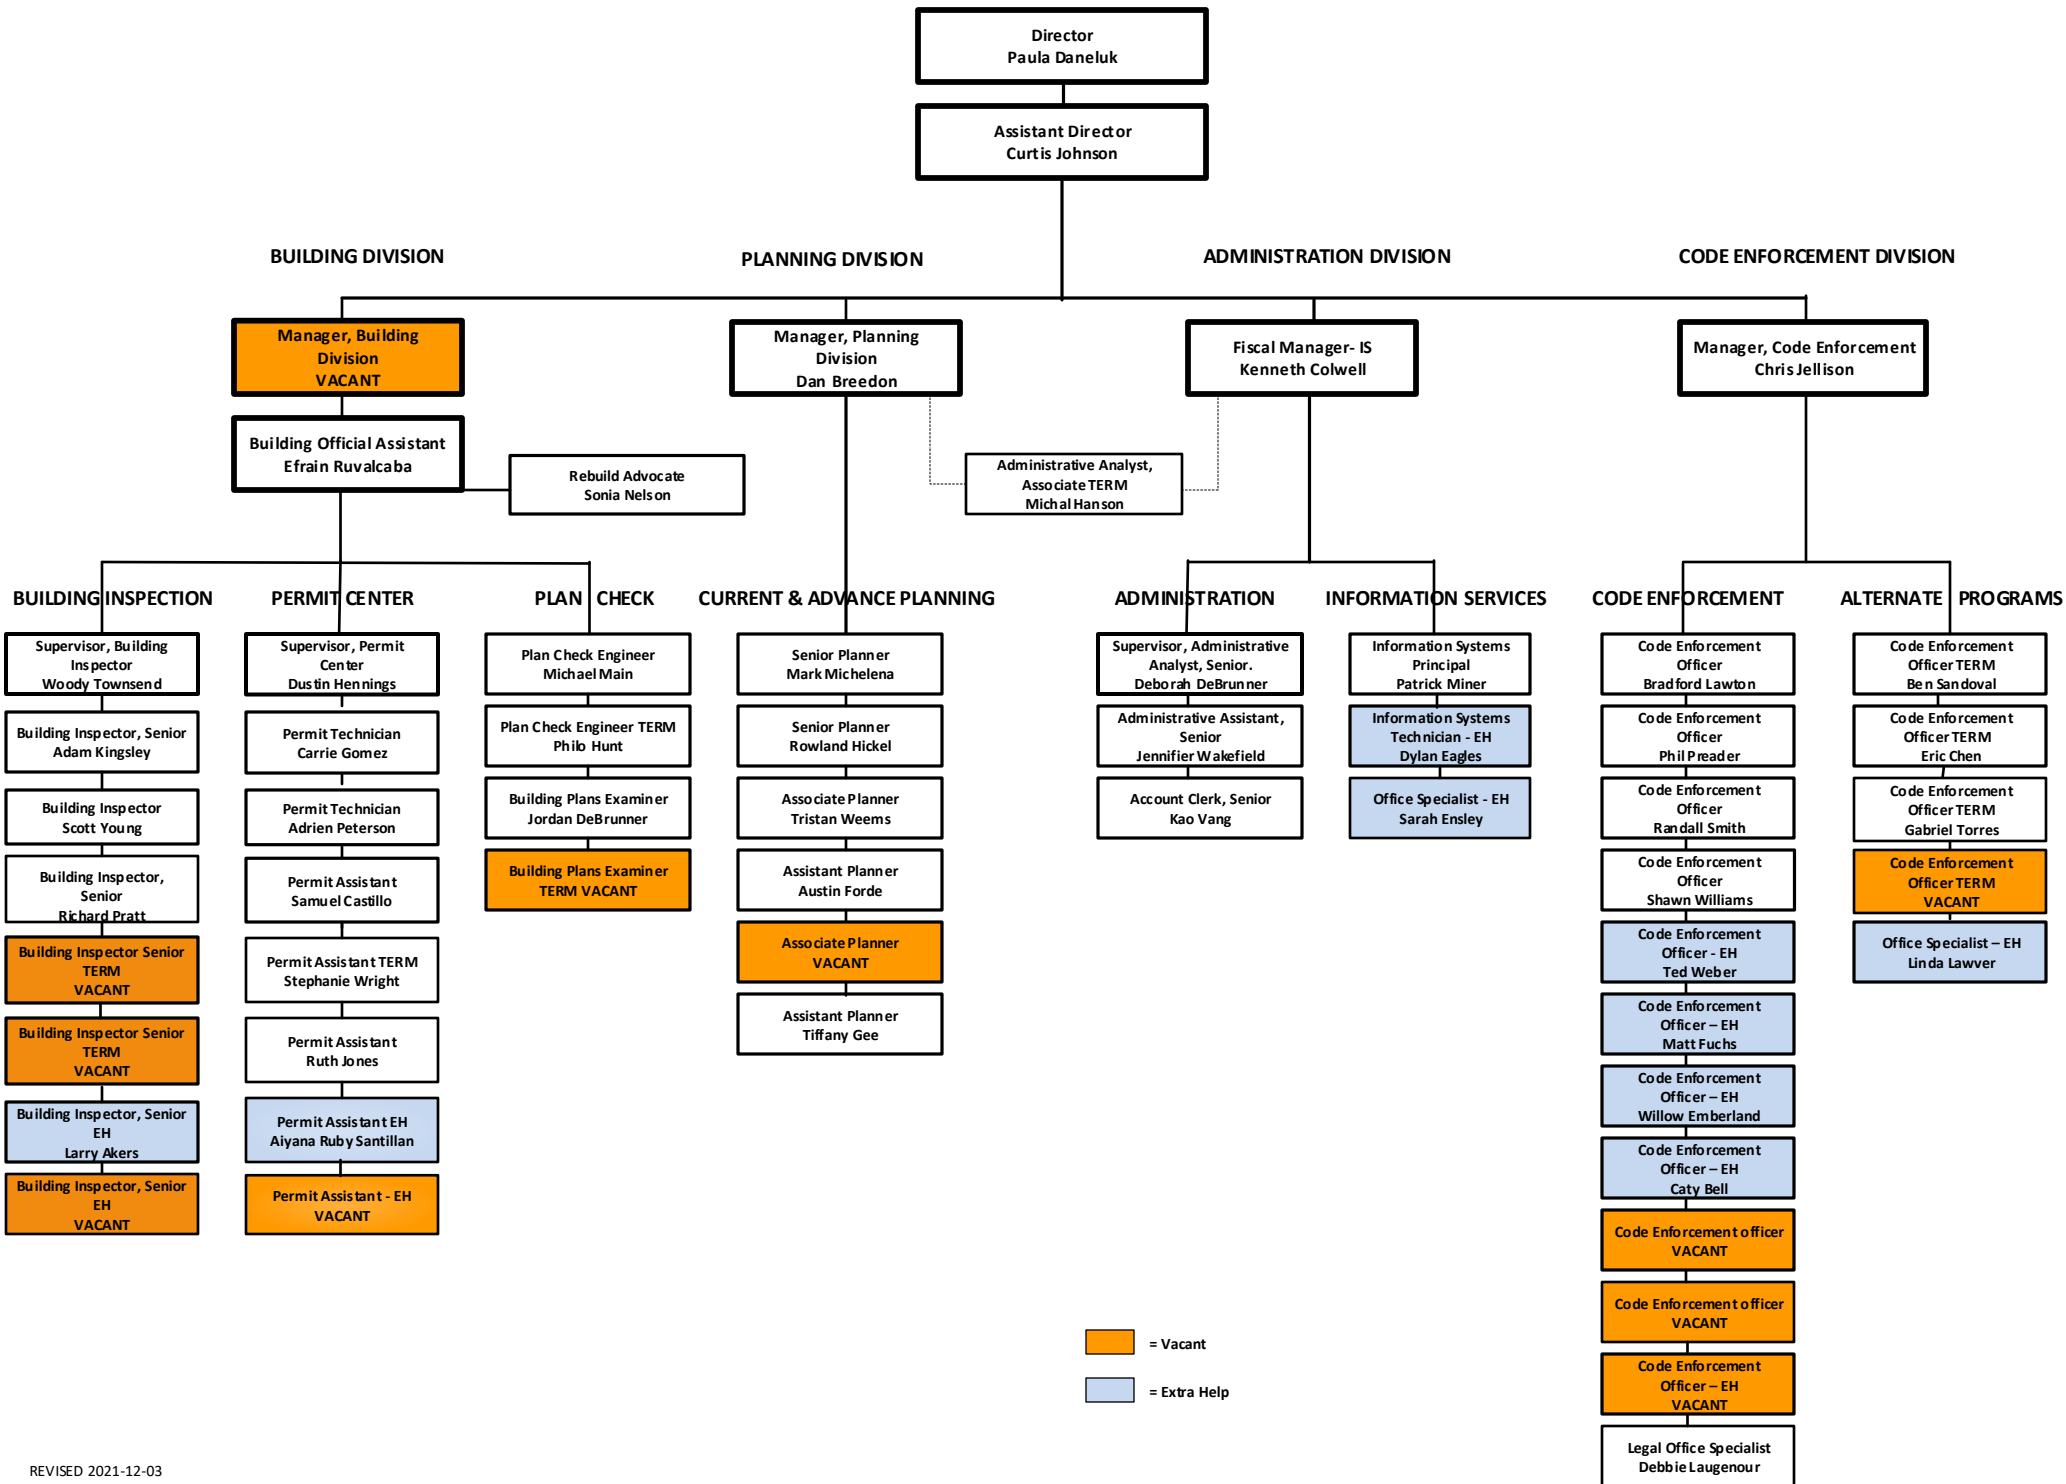 Director
Paula Daneluk
Assistant Director
Curtis Johnson
BUILDING DIVISION
PLANNING DIVISION
ADMINISTRATION DIVISION
CODE ENFORCEMENT DIVISION
Manager, Building
Division
VACANT
Manager, Planning
Division
Dan Breedon
Fiscal Manager- IS
Kenneth Colwell
Manager, Code Enforcement
Chris Jellison
Building Official Assistant
Efrain Ruvalcaba
Rebuild Advocate
Sonia Nelson
Administrative Analyst,
Associate TERM
Michal Hanson
BUILDING INSPECTION
Supervisor, Building
Inspector
Woody Townsend
Building Inspector, Senior
Adam Kingsley
Building Inspector
Scott Young
Building Inspector,
Senior
Richard Pratt
Building Inspector Senior
TERM
VACANT
Building Inspector Senior
TERM
VACANT
Building Inspector, Senior
EH
Larry Akers
Building Inspector, Senior
EH
VACANT
PERMIT CENTER
Supervisor, Permit
Center
Dustin Hennings
Permit Technician
Carrie Gomez
Permit Technician
Adrien Peterson
Permit Assistant
Samuel Castillo
Permit Assistant TERM
Stephanie Wright
Permit Assistant
Ruth Jones
Permit Assistant EH
Aiyana Ruby Santillan
Permit Assistant - EH
VACANT
PLAN CHECK
Plan Check Engineer
Michael Main
Plan Check Engineer TERM
Philo Hunt
Building Plans Examiner
Jordan DeBrunner
Building Plans Examiner
TERM VACANT
CURRENT & ADVANCE PLANNING
Senior Planner
Mark Michelena
Senior Planner
Rowland Hickel
Associate Planner
Tristan Weems
Assistant Planner
Austin Forde
Associate Planner
VACANT
Assistant Planner
Tiffany Gee
ADMINISTRATION
Supervisor, Administrative
Analyst, Senior.
Deborah DeBrunner
Administrative Assistant,
Senior
Jennifier Wakefield
Account Clerk, Senior
Kao Vang
INFORMATION SERVICES
Information Systems
Principal
Patrick Miner
Information Systems
Technician - EH
Dylan Eagles
Office Specialist - EH
Sarah Ensley
CODE ENFORCEMENT
Code Enforcement
Officer
Bradford Lawton
Code Enforcement
Officer
Phil Preader
Code Enforcement
Officer
Randall Smith
Code Enforcement
Officer
Shawn Williams
Code Enforcement
Officer - EH
Ted Weber
Code Enforcement
Officer – EH
Matt Fuchs
Code Enforcement
Officer – EH
Willow Emberland
Code Enforcement
Officer – EH
Caty Bell
Code Enforcement officer
VACANT
Code Enforcement officer
VACANT
Code Enforcement
Officer – EH
VACANT
Legal Office Specialist
Debbie Laugenour
ALTERNATE PROGRAMS
Code Enforcement
Officer TERM
Ben Sandoval
Code Enforcement
Officer TERM
Eric Chen
Code Enforcement
Officer TERM
Gabriel Torres
Code Enforcement
Officer TERM
VACANT
Office Specialist – EH
Linda Lawver
= Vacant
= Extra Help
REVISED 2021-12-03